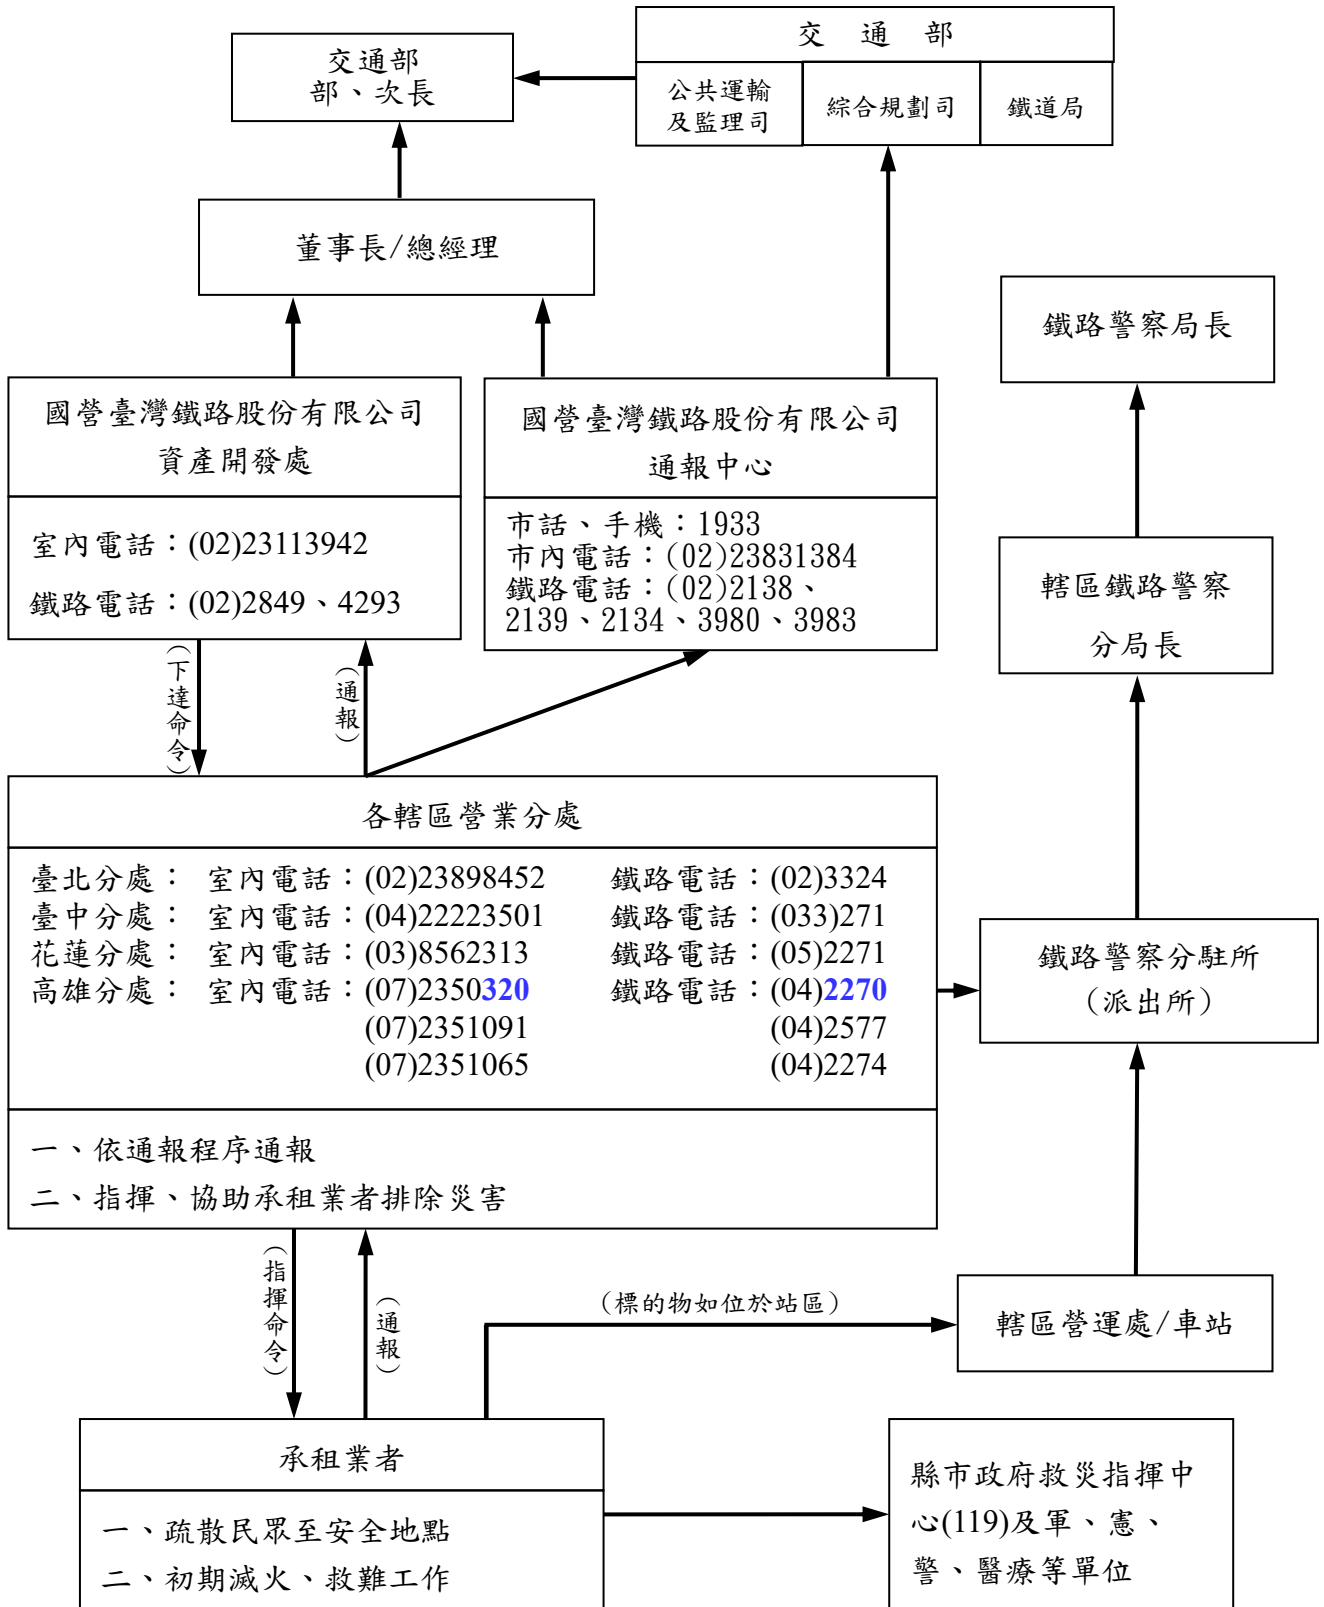 交通部
部、次長
交 通 部
公共運輸
及監理司
綜合規劃司
鐵道局
董事長/總經理
鐵路警察局長
國營臺灣鐵路股份有限公司
資產開發處
室內電話：(02)23113942
鐵路電話：(02)2849、4293
國營臺灣鐵路股份有限公司
通報中心
市話、手機：1933
市內電話：(02)23831384
鐵路電話：(02)2138、
2139、2134、3980、3983
轄區鐵路警察
分局長
(下達命令)
(通報)
各轄區營業分處
臺北分處： 室內電話：(02)23898452 鐵路電話：(02)3324
臺中分處： 室內電話：(04)22223501 鐵路電話：(033)271
花蓮分處： 室內電話：(03)8562313 鐵路電話：(05)2271
高雄分處： 室內電話：(07)2350320 鐵路電話：(04)2270
(07)2351091 (04)2577
(07)2351065 (04)2274
一、依通報程序通報
二、指揮、協助承租業者排除災害
鐵路警察分駐所
（派出所）
(指揮命令)
(通報)
(標的物如位於站區)
轄區營運處/車站
承租業者
一、疏散民眾至安全地點
二、初期滅火、救難工作
縣市政府救災指揮中
心(119)及軍、憲、
警、醫療等單位